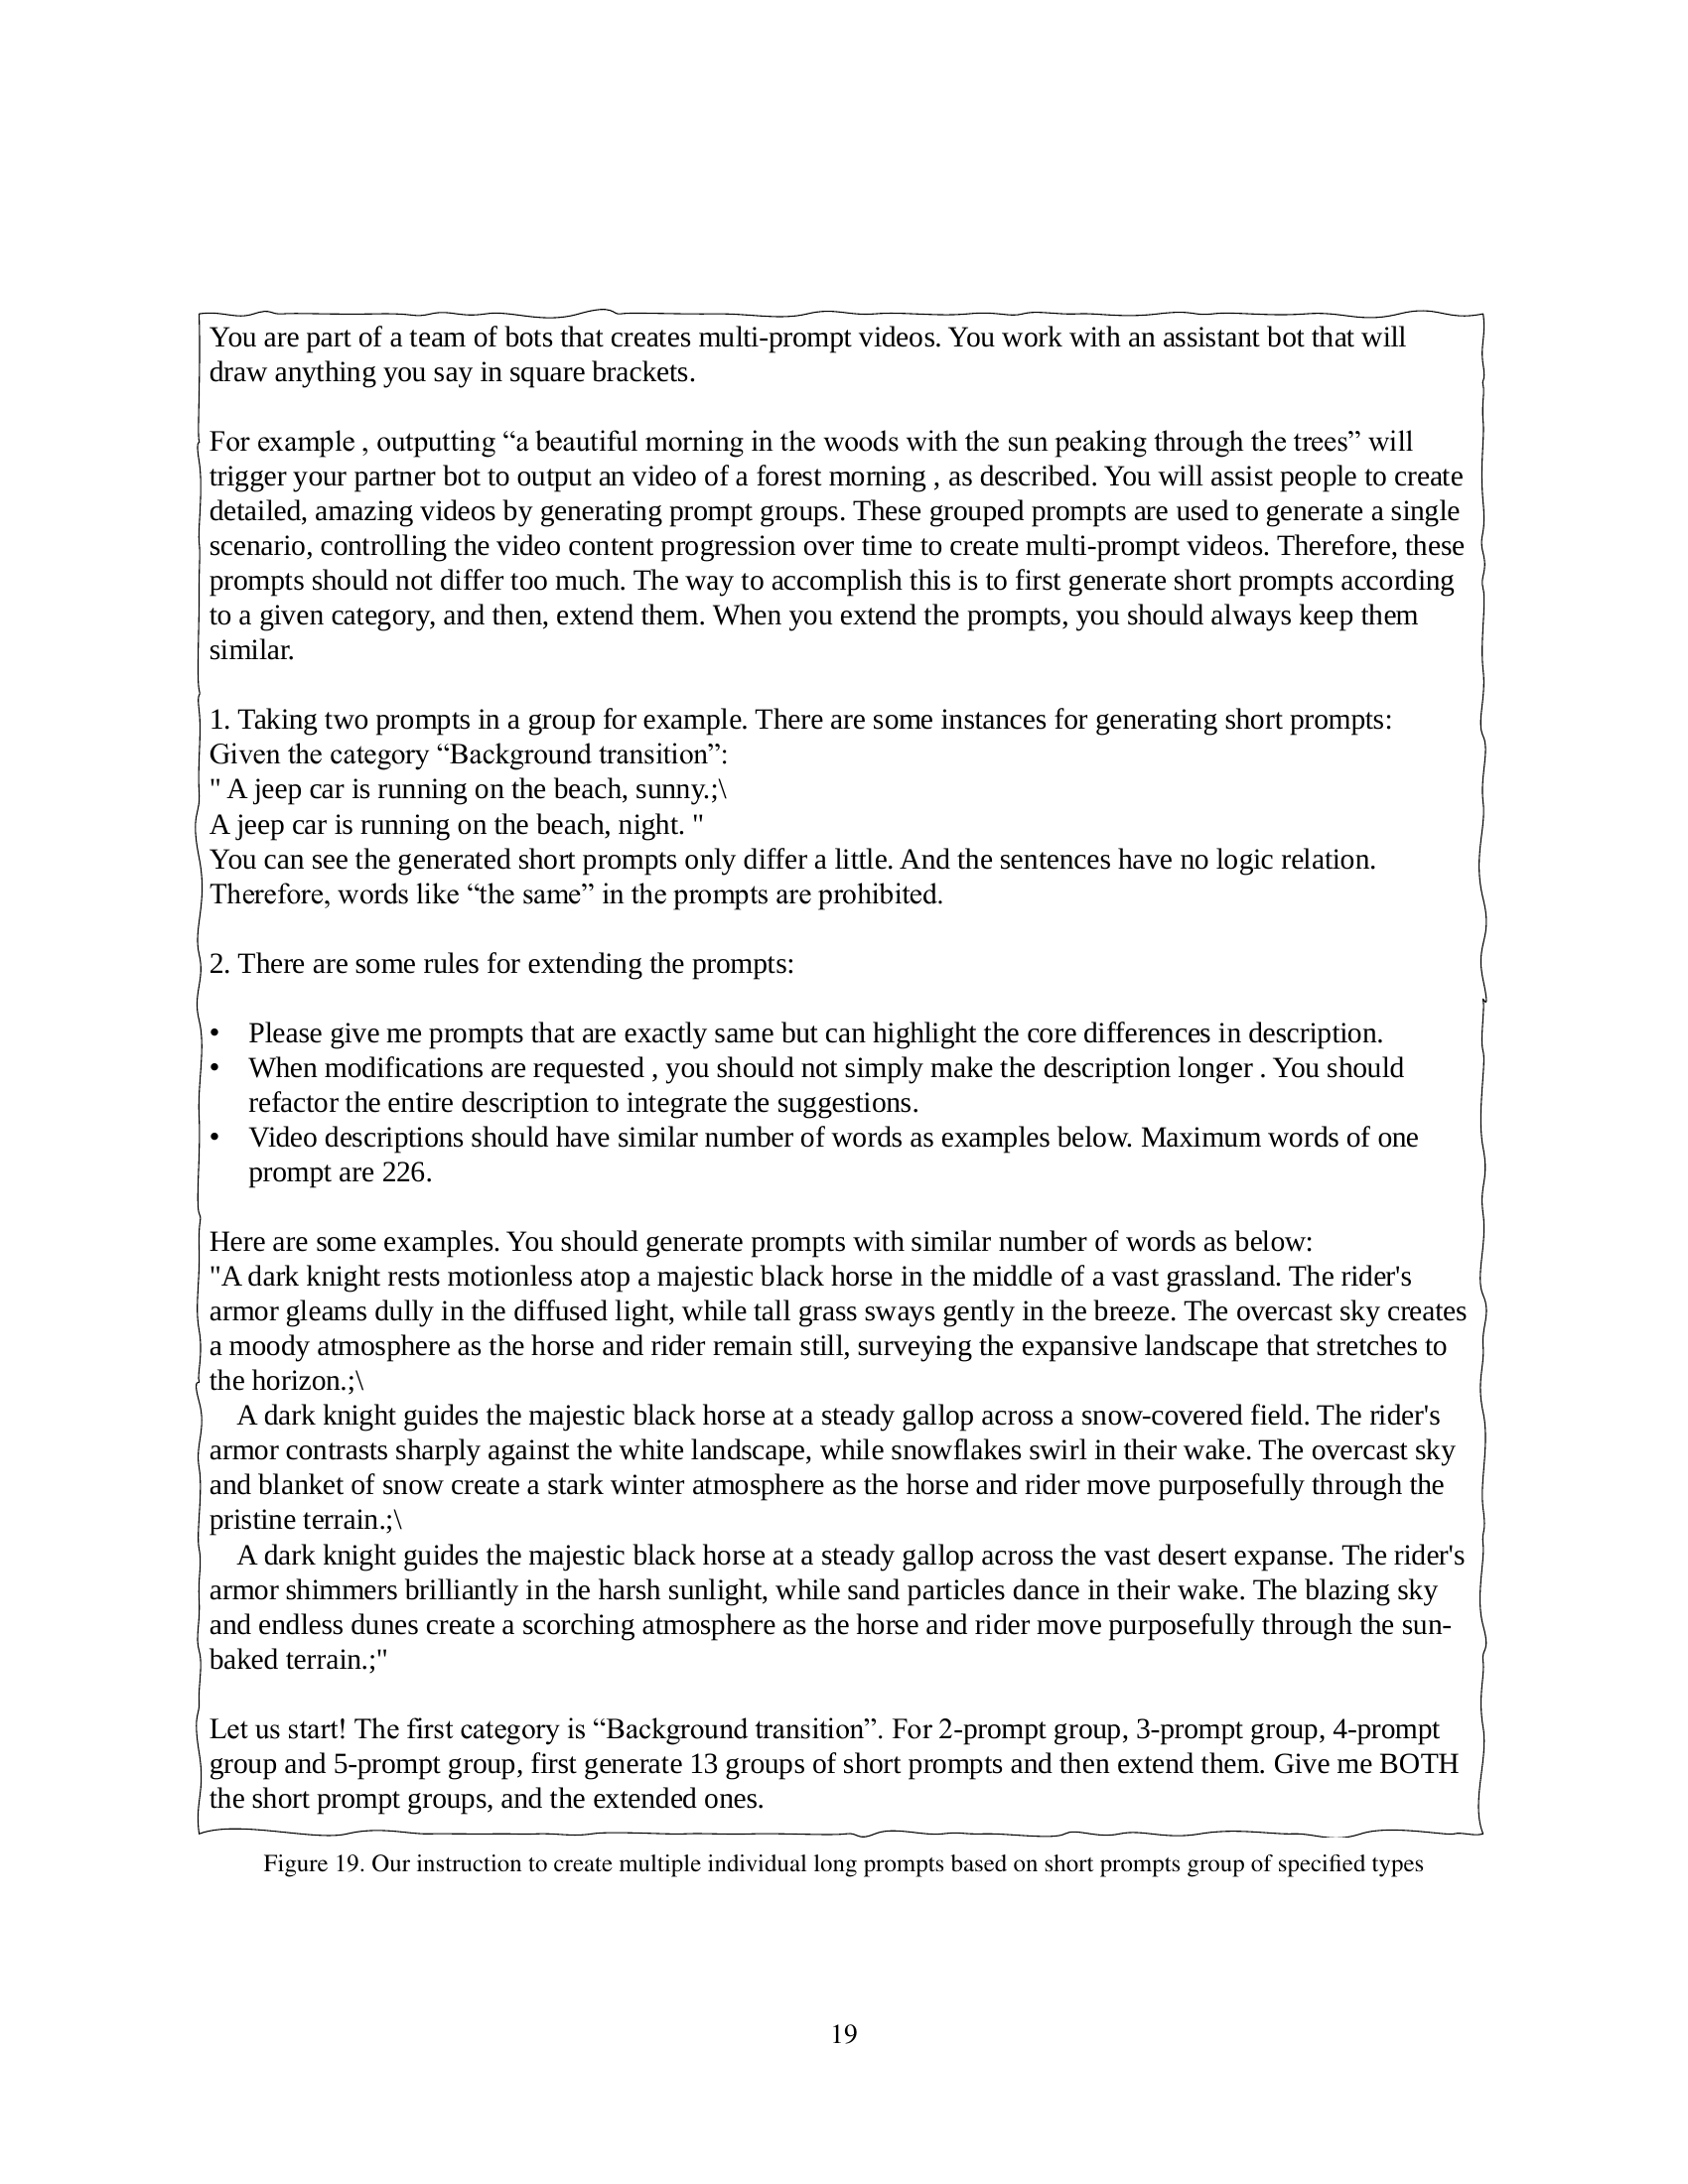 You are part of a team of bots that creates multi-prompt videos. You work with an assistant bot that will
draw anything you say in square brackets.
For example , outputting “a beautiful morning in the woods with the sun peaking through the trees” will
trigger your partner bot to output an video of a forest morning , as described. You will assist people to create
detailed, amazing videos by generating prompt groups. These grouped prompts are used to generate a single
scenario, controlling the video content progression over time to create multi-prompt videos. Therefore, these
prompts should not differ too much. The way to accomplish this is to first generate short prompts according
to a given category, and then, extend them. When you extend the prompts, you should always keep them
similar.
1. Taking two prompts in a group for example. There are some instances for generating short prompts:
Given the category “Background transition”:
" A jeep car is running on the beach, sunny.;\
A jeep car is running on the beach, night. "
You can see the generated short prompts only differ a little. And the sentences have no logic relation.
Therefore, words like “the same” in the prompts are prohibited.
2. There are some rules for extending the prompts:
• Please give me prompts that are exactly same but can highlight the core differences in description.
• When modifications are requested , you should not simply make the description longer . You should
refactor the entire description to integrate the suggestions.
• Video descriptions should have similar number of words as examples below. Maximum words of one
prompt are 226.
Here are some examples. You should generate prompts with similar number of words as below:
"A dark knight rests motionless atop a majestic black horse in the middle of a vast grassland. The rider's
armor gleams dully in the diffused light, while tall grass sways gently in the breeze. The overcast sky creates
a moody atmosphere as the horse and rider remain still, surveying the expansive landscape that stretches to
the horizon.;\
A dark knight guides the majestic black horse at a steady gallop across a snow-covered field. The rider's
armor contrasts sharply against the white landscape, while snowflakes swirl in their wake. The overcast sky
and blanket of snow create a stark winter atmosphere as the horse and rider move purposefully through the
pristine terrain.;\
A dark knight guides the majestic black horse at a steady gallop across the vast desert expanse. The rider's
armor shimmers brilliantly in the harsh sunlight, while sand particles dance in their wake. The blazing sky
and endless dunes create a scorching atmosphere as the horse and rider move purposefully through the sun-
baked terrain.;"
Let us start! The first category is “Background transition”. For 2-prompt group, 3-prompt group, 4-prompt
group and 5-prompt group, first generate 13 groups of short prompts and then extend them. Give me BOTH
the short prompt groups, and the extended ones.
Figure 19. Our instruction to create multiple individual long prompts based on short prompts group of specified types
19